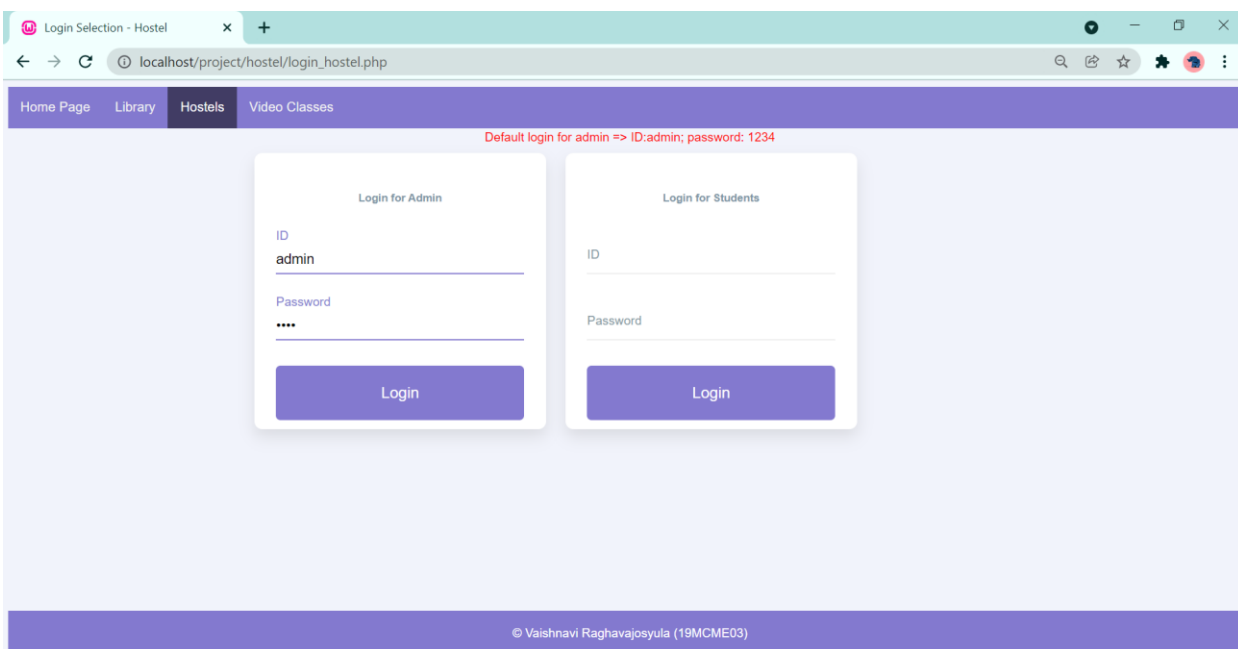 Login Selection - Hostel
localhost/project/hostel/login_hostel.php
Home Page Library Hostels Video Classes
Default login for admin => ID:admin; password: 1234
Login for Admin
ID
admin
Password
••••
Login
Login for Students
ID
Password
Login
© Vaishnavi Raghavajosyula (19MCME03)